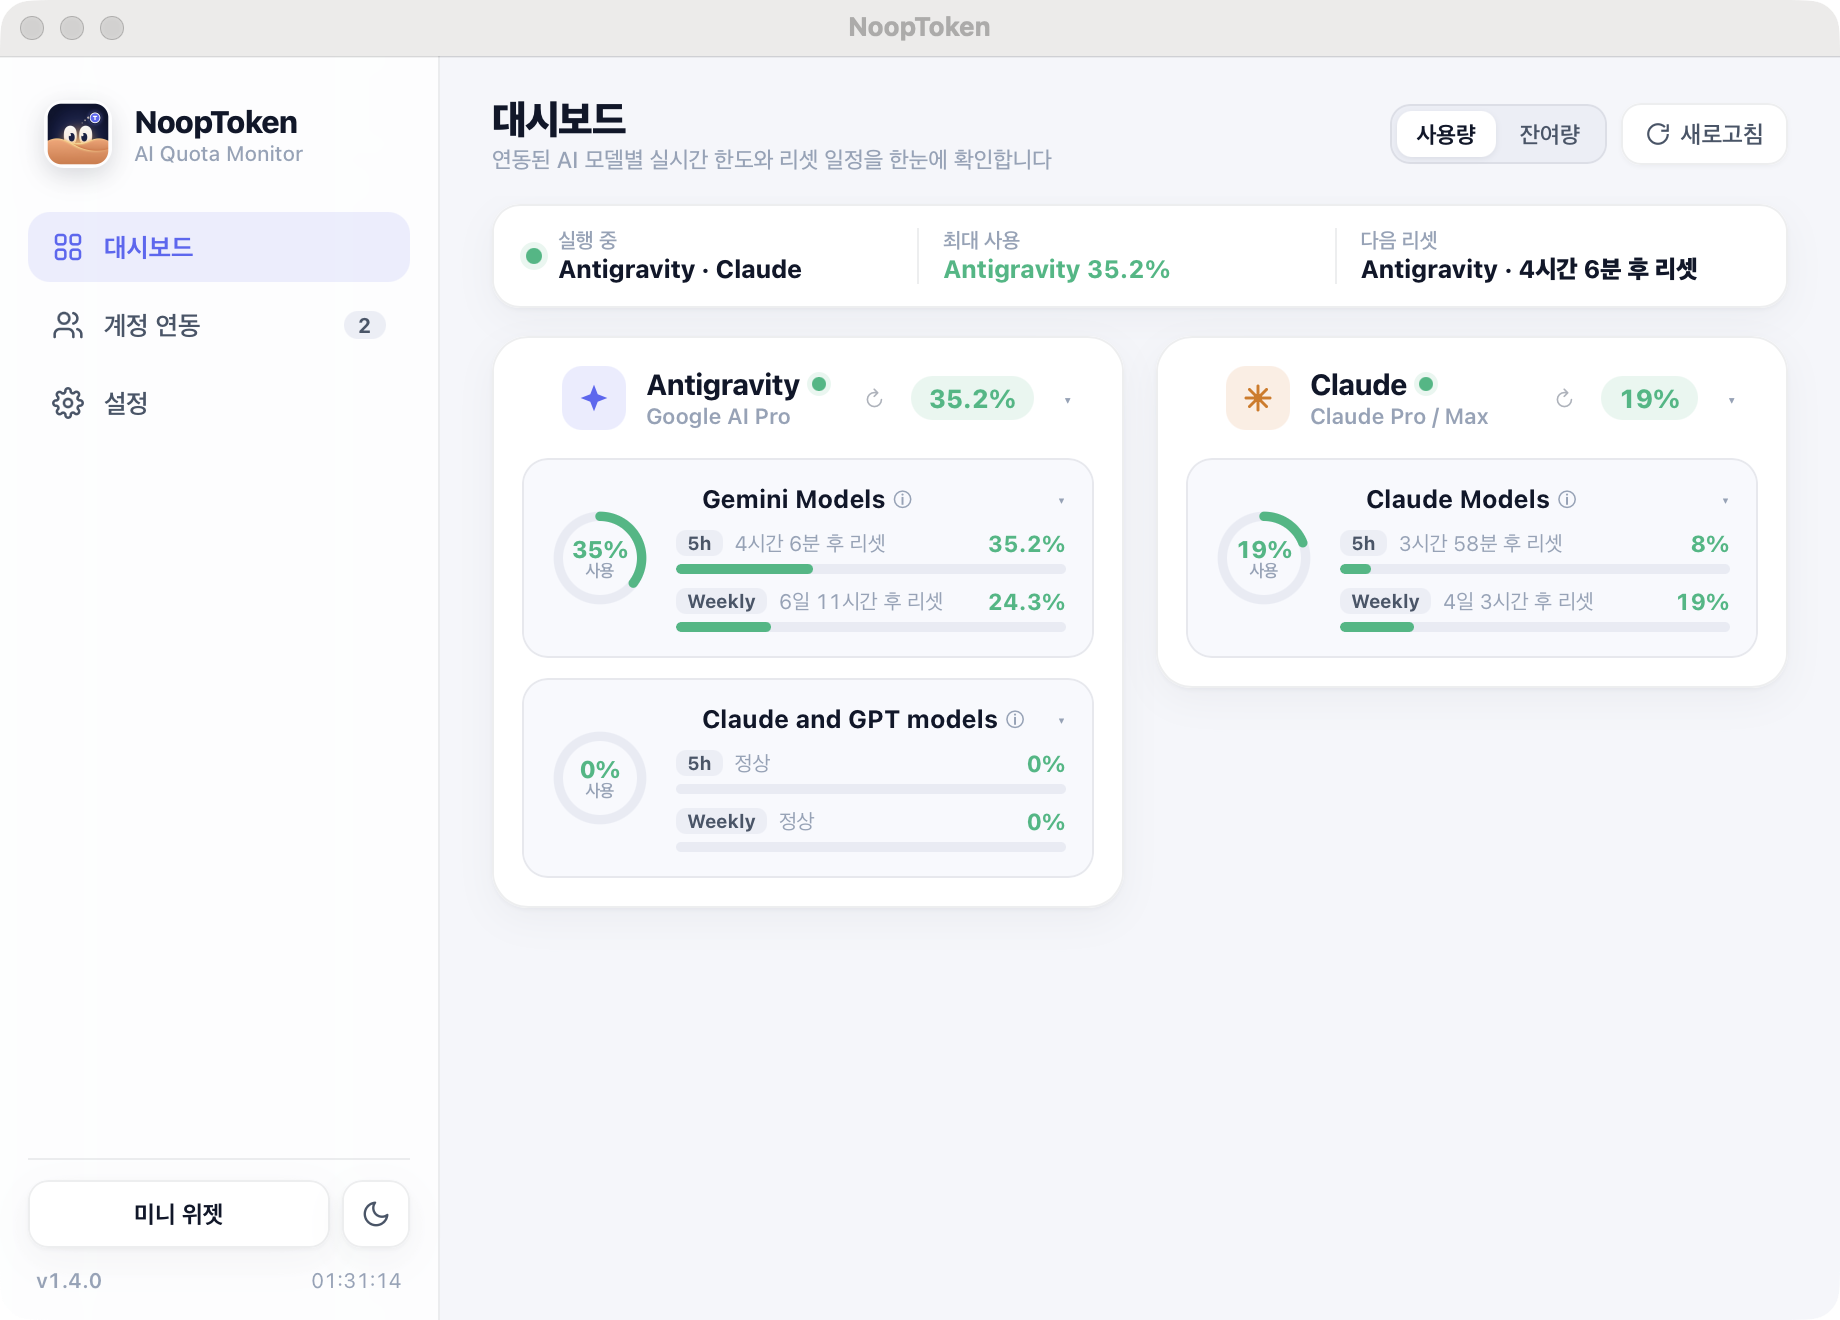 NoopToken
NoopToken
AI Quota Monitor
대시보드
계정 연동
2
설정
미니 위젯
v1.4.0
01:31:14
대시보드
연동된 AI 모델별 실시간 한도와 리셋 일정을 한눈에 확인합니다
사용량
잔여량
새로고침
실행 중
Antigravity · Claude
최대 사용
Antigravity 35.2%
다음 리셋
Antigravity · 4시간 6분 후 리셋
Antigravity
Google AI Pro
35.2%
Gemini Models
35%
사용
5h 4시간 6분 후 리셋 35.2%
Weekly 6일 11시간 후 리셋 24.3%
Claude and GPT models
0%
사용
5h 정상 0%
Weekly 정상 0%
Claude
Claude Pro / Max
19%
Claude Models
19%
사용
5h 3시간 58분 후 리셋 8%
Weekly 4일 3시간 후 리셋 19%